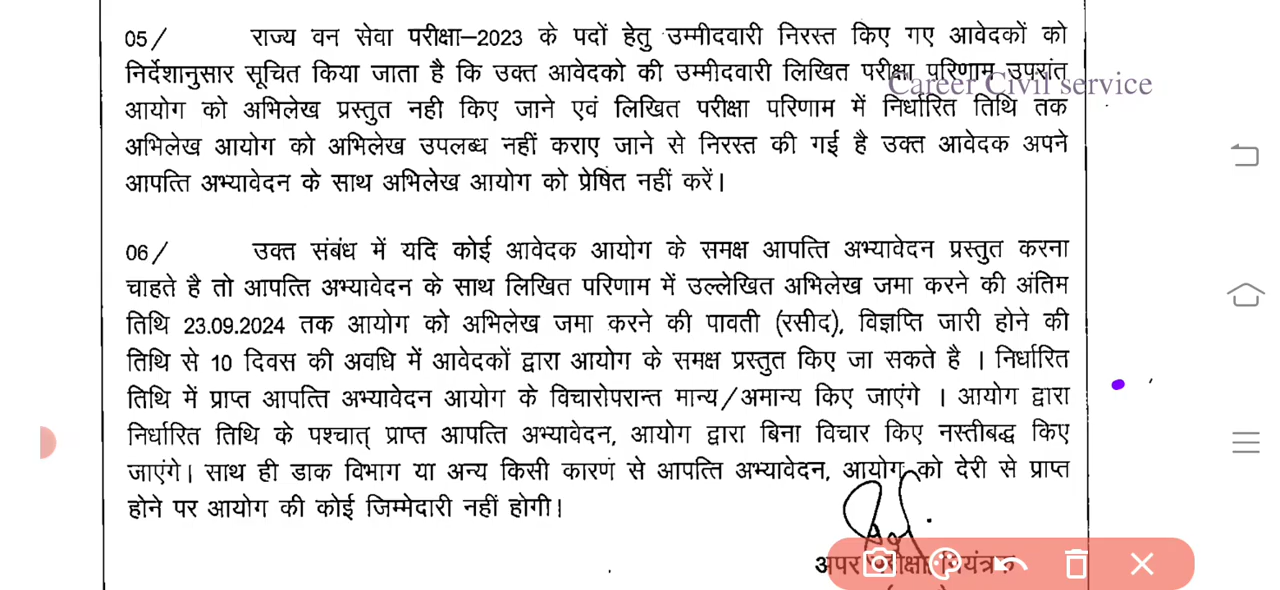 05/ राज्य वन सेवा परीक्षा–2023 के पदों हेतु उम्मीदवारी निरस्त किए गए आवेदकों को
निर्देशानुसार सूचित किया जाता है कि उक्त आवेदको की उम्मीदवारी लिखित परीक्षा परिणाम उपरांत
Career Civil service
आयोग को अभिलेख प्रस्तुत नही किए जाने एवं लिखित परीक्षा परिणाम में निर्धारित तिथि तक
अभिलेख आयोग को अभिलेख उपलब्ध नहीं कराए जाने से निरस्त की गई है उक्त आवेदक अपने
आपत्ति अभ्यावेदन के साथ अभिलेख आयोग को प्रेषित नहीं करें।
06/ उक्त संबंध में यदि कोई आवेदक आयोग के समक्ष आपत्ति अभ्यावेदन प्रस्तुत करना
चाहते है तो आपत्ति अभ्यावेदन के साथ लिखित परिणाम में उल्लेखित अभिलेख जमा करने की अंतिम
तिथि 23.09.2024 तक आयोग को अभिलेख जमा करने की पावती (रसीद), विज्ञप्ति जारी होने की
तिथि से 10 दिवस की अवधि में आवेदकों द्वारा आयोग के समक्ष प्रस्तुत किए जा सकते है । निर्धारित
तिथि में प्राप्त आपत्ति अभ्यावेदन आयोग के विचारोपरान्त मान्य/अमान्य किए जाएंगे । आयोग द्वारा
निर्धारित तिथि के पश्चात् प्राप्त आपत्ति अभ्यावेदन, आयोग द्वारा बिना विचार किए नस्तीबद्ध किए
जाएंगे। साथ ही डाक विभाग या अन्य किसी कारण से आपत्ति अभ्यावेदन, आयोग को देरी से प्राप्त
होने पर आयोग की कोई जिम्मेदारी नहीं होगी।
अपर परीक्षा नियंत्रक